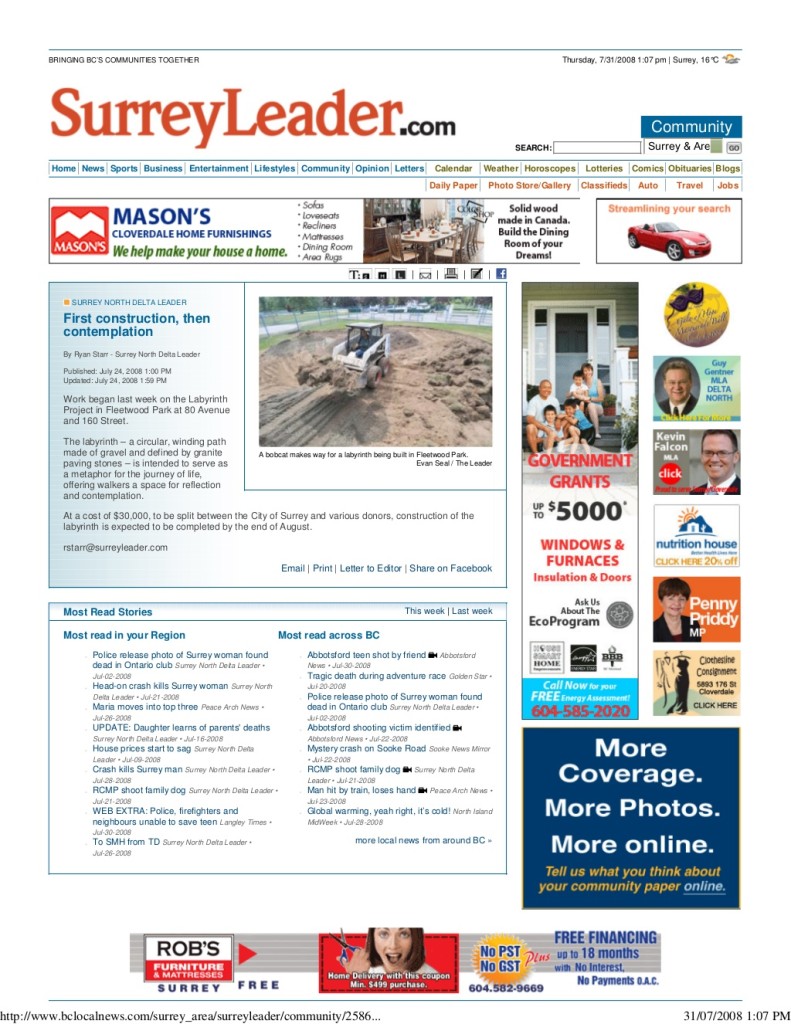 BRINGING BC'S COMMUNITIES TOGETHER
Thursday, 7/31/2008 1:07 pm | Surrey, 16°C
SurreyLeader.com
Community
SEARCH:
Surrey & Are
GO
Home | News | Sports | Business | Entertainment | Lifestyles | Community | Opinion | Letters | Calendar | Weather | Horoscopes | Lotteries | Comics | Obituaries | Blogs
Daily Paper | Photo Store/Gallery | Classifieds | Auto | Travel | Jobs
MASON'S
MASON'S
CLOVERDALE HOME FURNISHINGS
We help make your house a home.
* Sofas
* Loveseats
* Recliners
* Mattresses
* Dining Room
* Area Rugs
Solid wood
made in Canada.
Build the Dining
Room of your
Dreams!
Streamlining your search
SURREY NORTH DELTA LEADER
First construction, then
contemplation
By Ryan Starr - Surrey North Delta Leader
Published: July 24, 2008 1:00 PM
Updated: July 24, 2008 1:59 PM
Work began last week on the Labyrinth
Project in Fleetwood Park at 80 Avenue
and 160 Street.
The labyrinth – a circular, winding path
made of gravel and defined by granite
paving stones – is intended to serve as
a metaphor for the journey of life,
offering walkers a space for reflection
and contemplation.
A bobcat makes way for a labyrinth being built in Fleetwood Park.
Evan Seal / The Leader
At a cost of $30,000, to be split between the City of Surrey and various donors, construction of the
labyrinth is expected to be completed by the end of August.
rstarr@surreyleader.com
Email | Print | Letter to Editor | Share on Facebook
Most Read Stories
This week | Last week
Most read in your Region
Police release photo of Surrey woman found
dead in Ontario club Surrey North Delta Leader •
Jul-02-2008
Head-on crash kills Surrey woman Surrey North
Delta Leader • Jul-21-2008
Maria moves into top three Peace Arch News •
Jul-26-2008
UPDATE: Daughter learns of parents' deaths
Surrey North Delta Leader • Jul-16-2008
House prices start to sag Surrey North Delta
Leader • Jul-09-2008
Crash kills Surrey man Surrey North Delta Leader •
Jul-28-2008
RCMP shoot family dog Surrey North Delta Leader •
Jul-21-2008
WEB EXTRA: Police, firefighters and
neighbours unable to save teen Langley Times •
Jul-30-2008
To SMH from TD Surrey North Delta Leader •
Jul-26-2008
Most read across BC
Abbotsford teen shot by friend Abbotsford
News • Jul-30-2008
Tragic death during adventure race Golden Star •
Jul-20-2008
Police release photo of Surrey woman found
dead in Ontario club Surrey North Delta Leader •
Jul-02-2008
Abbotsford shooting victim identified
Abbotsford News • Jul-22-2008
Mystery crash on Sooke Road Sooke News Mirror
• Jul-22-2008
RCMP shoot family dog Surrey North Delta
Leader • Jul-21-2008
Man hit by train, loses hand Peace Arch News •
Jul-23-2008
Global warming, yeah right, it's cold! North Island
MidWeek • Jul-28-2008
more local news from around BC »
GOVERNMENT
GRANTS
UP
TO $5000*
WINDOWS &
FURNACES
Insulation & Doors
Ask Us
About The
EcoProgram
HOUSE
SMART
HOME
BBB
Call Now for your
FREE Energy Assessment!
604-585-2020
Guy
Gentner
MLA
DELTA
NORTH
Kevin
Falcon
MLA
click
nutrition house
CLICK HERE 20% off
Penny
Priddy
MP
Clothesline
Consignment
5893 176 St
Cloverdale
CLICK HERE
More
Coverage.
More Photos.
More online.
Tell us what you think about
your community paper online.
ROB'S
FURNITURE
& MATTRESSES
SURREY
FREE
Home Delivery with this coupon
Min. $499 purchase.
No PST
No GST
Plus
604.582-9669
FREE FINANCING
up to 18 months
with No Interest,
No Payments O.A.C.
http://www.bclocalnews.com/surrey_area/surreyleader/community/2586...
31/07/2008 1:07 PM